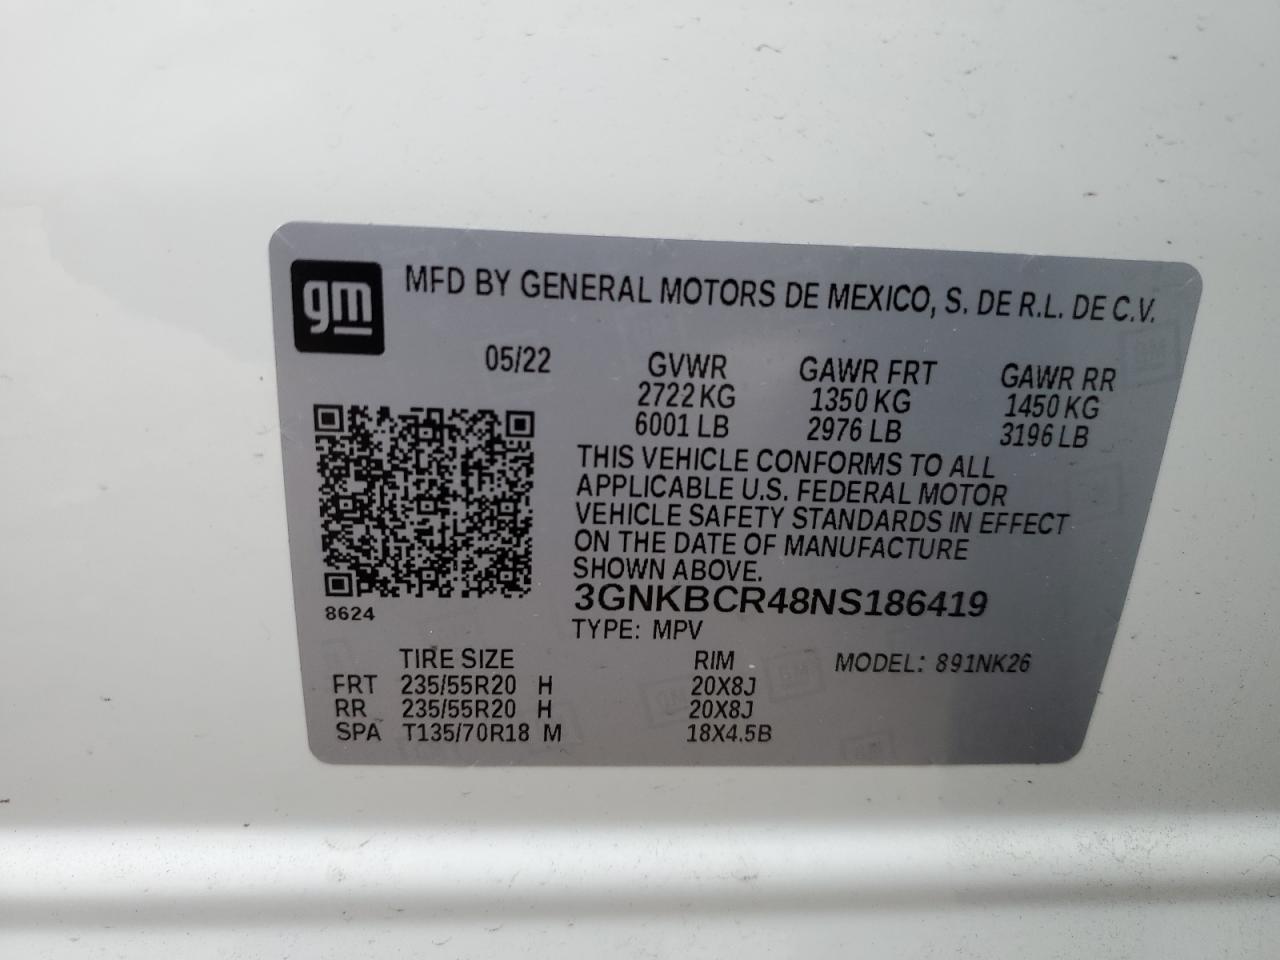 gm
MFD BY GENERAL MOTORS DE MEXICO, S. DE R.L. DE C.V.
05/22 GVWR GAWR FRT GAWR RR
2722 KG 1350 KG 1450 KG
6001 LB 2976 LB 3196 LB
THIS VEHICLE CONFORMS TO ALL
APPLICABLE U.S. FEDERAL MOTOR
VEHICLE SAFETY STANDARDS IN EFFECT
ON THE DATE OF MANUFACTURE
SHOWN ABOVE.
3GNKBCR48NS186419
8624
TYPE: MPV
TIRE SIZE RIM MODEL: 891NK26
FRT 235/55R20 H 20X8J
RR 235/55R20 H 20X8J
SPA T135/70R18 M 18X4.5B